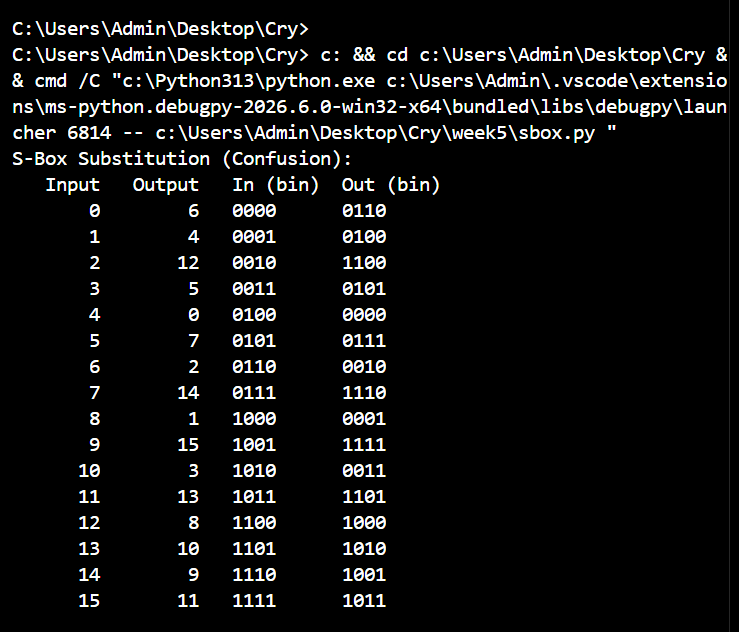 C:\Users\Admin\Desktop\Cry>
C:\Users\Admin\Desktop\Cry> c: && cd c:\Users\Admin\Desktop\Cry &
& cmd /C "c:\Python313\python.exe c:\Users\Admin\.vscode\extensio
ns\ms-python.debugpy-2026.6.0-win32-x64\bundled\libs\debugpy\laun
cher 6814 -- c:\Users\Admin\Desktop\Cry\week5\sbox.py "
S-Box Substitution (Confusion):
   Input   Output   In (bin)  Out (bin)
       0        6   0000      0110
       1        4   0001      0100
       2       12   0010      1100
       3        5   0011      0101
       4        0   0100      0000
       5        7   0101      0111
       6        2   0110      0010
       7       14   0111      1110
       8        1   1000      0001
       9       15   1001      1111
      10        3   1010      0011
      11       13   1011      1101
      12        8   1100      1000
      13       10   1101      1010
      14        9   1110      1001
      15       11   1111      1011